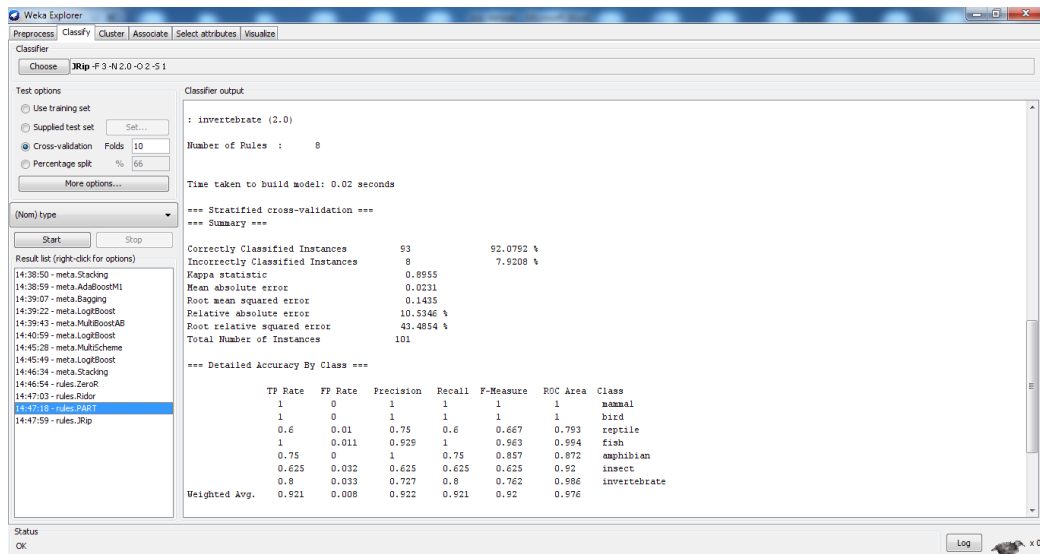 Weka Explorer
Preprocess Classify Cluster Associate Select attributes Visualize
Classifier
Choose JRip -F 3 -N 2.0 -O 2 -S 1
Test options
Use training set
Supplied test set Set...
Cross-validation Folds 10
Percentage split % 66
More options...
(Nom) type
Start Stop
Result list (right-click for options)
14:38:50 - meta.Stacking
14:38:59 - meta.AdaBoostM1
14:39:07 - meta.Bagging
14:39:22 - meta.LogitBoost
14:39:43 - meta.MultiBoostAB
14:40:59 - meta.LogitBoost
14:45:28 - meta.MultiScheme
14:45:49 - meta.LogitBoost
14:46:34 - meta.Stacking
14:46:54 - rules.ZeroR
14:47:03 - rules.Ridor
14:47:18 - rules.PART
14:47:59 - rules.JRip
Classifier output
: invertebrate (2.0)
Number of Rules : 8
Time taken to build model: 0.02 seconds
=== Stratified cross-validation ===
=== Summary ===
Correctly Classified Instances 93 92.0792 %
Incorrectly Classified Instances 8 7.9208 %
Kappa statistic 0.8955
Mean absolute error 0.0231
Root mean squared error 0.1435
Relative absolute error 10.5346 %
Root relative squared error 43.4854 %
Total Number of Instances 101
=== Detailed Accuracy By Class ===
TP Rate FP Rate Precision Recall F-Measure ROC Area Class
1 0 1 1 1 1 mammal
1 0 1 1 1 1 bird
0.6 0.01 0.75 0.6 0.667 0.793 reptile
1 0.011 0.929 1 0.963 0.994 fish
0.75 0 1 0.75 0.857 0.872 amphibian
0.625 0.032 0.625 0.625 0.625 0.92 insect
0.8 0.033 0.727 0.8 0.762 0.986 invertebrate
Weighted Avg. 0.921 0.008 0.922 0.921 0.92 0.976
Status
OK
Log
x 0